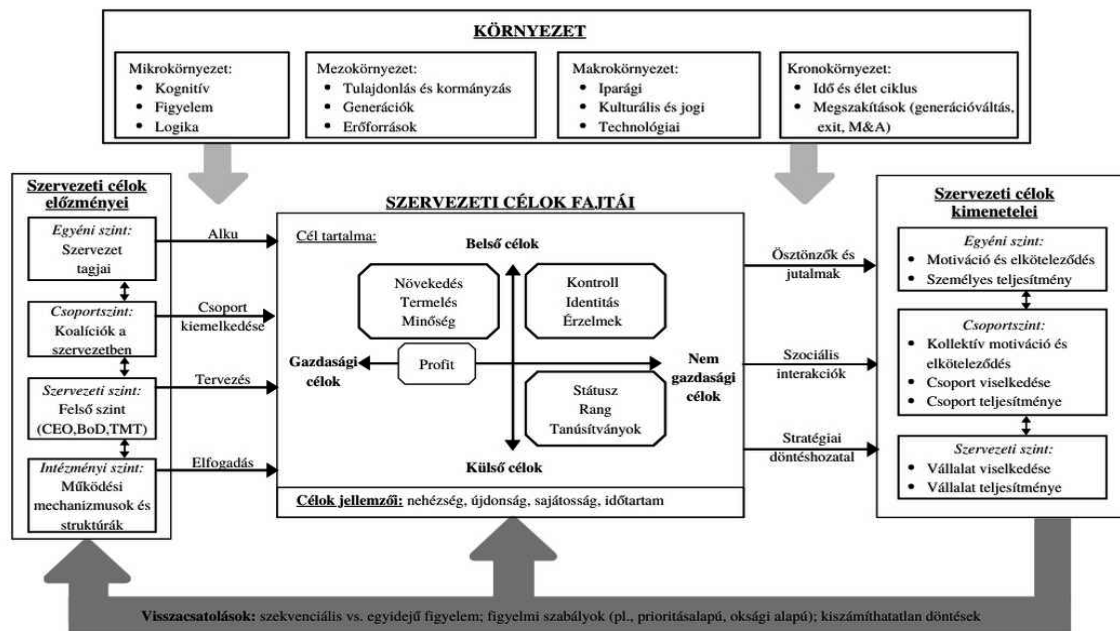 KÖRNYEZET
Mikrokörnyezet:
• Kognitív
• Figyelem
• Logika
Mezokörnyezet:
• Tulajdonlás és kormányzás
• Generációk
• Erőforrások
Makrokörnyezet:
• Iparági
• Kulturális és jogi
• Technológiai
Kronokörnyezet:
• Idő és élet ciklus
• Megszakítások (generációváltás,
exit, M&A)
Szervezeti célok
előzményei
Egyéni szint:
Szervezet
tagjai
Csoportszint:
Koalíciók a
szervezetben
Szervezeti szint:
Felső szint
(CEO,BoD,TMT)
Intézményi szint:
Működési
mechanizmusok és
struktúrák
Alku
Csoport
kiemelkedése
Tervezés
Elfogadás
SZERVEZETI CÉLOK FAJTÁI
Cél tartalma:
Belső célok
Növekedés
Termelés
Minőség
Kontroll
Identitás
Érzelmek
Gazdasági
célok
Profit
Nem
gazdasági
célok
Státusz
Rang
Tanúsítványok
Külső célok
Célok jellemzői: nehézség, újdonság, sajátosság, időtartam
Ösztönzők és
jutalmak
Szociális
interakciók
Stratégiai
döntéshozatal
Szervezeti célok
kimenetelei
Egyéni szint:
• Motiváció és elköteleződés
• Személyes teljesítmény
Csoportszint:
• Kollektív motiváció és
elköteleződés
• Csoport viselkedése
• Csoport teljesítménye
Szervezeti szint:
• Vállalat viselkedése
• Vállalat teljesítménye
Visszacsatolások: szekvenciális vs. egyidejű figyelem; figyelmi szabályok (pl., prioritásalapú, oksági alapú); kiszámíthatatlan döntések